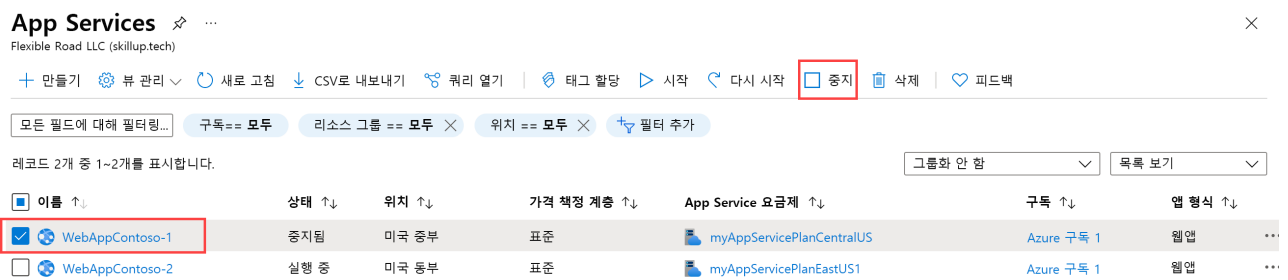 App Services ···
Flexible Road LLC (skillup.tech)
만들기 뷰 관리 새로 고침 CSV로 내보내기 쿼리 열기 태그 할당 시작 다시 시작 중지 삭제 피드백
모든 필드에 대해 필터링... 구독== 모두 리소스 그룹 == 모두 위치 == 모두 필터 추가
레코드 2개 중 1~2개를 표시합니다. 그룹화 안 함 목록 보기
이름 상태 위치 가격 책정 계층 App Service 요금제 구독 앱 형식
WebAppContoso-1 중지됨 미국 중부 표준 myAppServicePlanCentralUS Azure 구독 1 웹앱 ···
WebAppContoso-2 실행 중 미국 동부 표준 myAppServicePlanEastUS1 Azure 구독 1 웹앱 ···